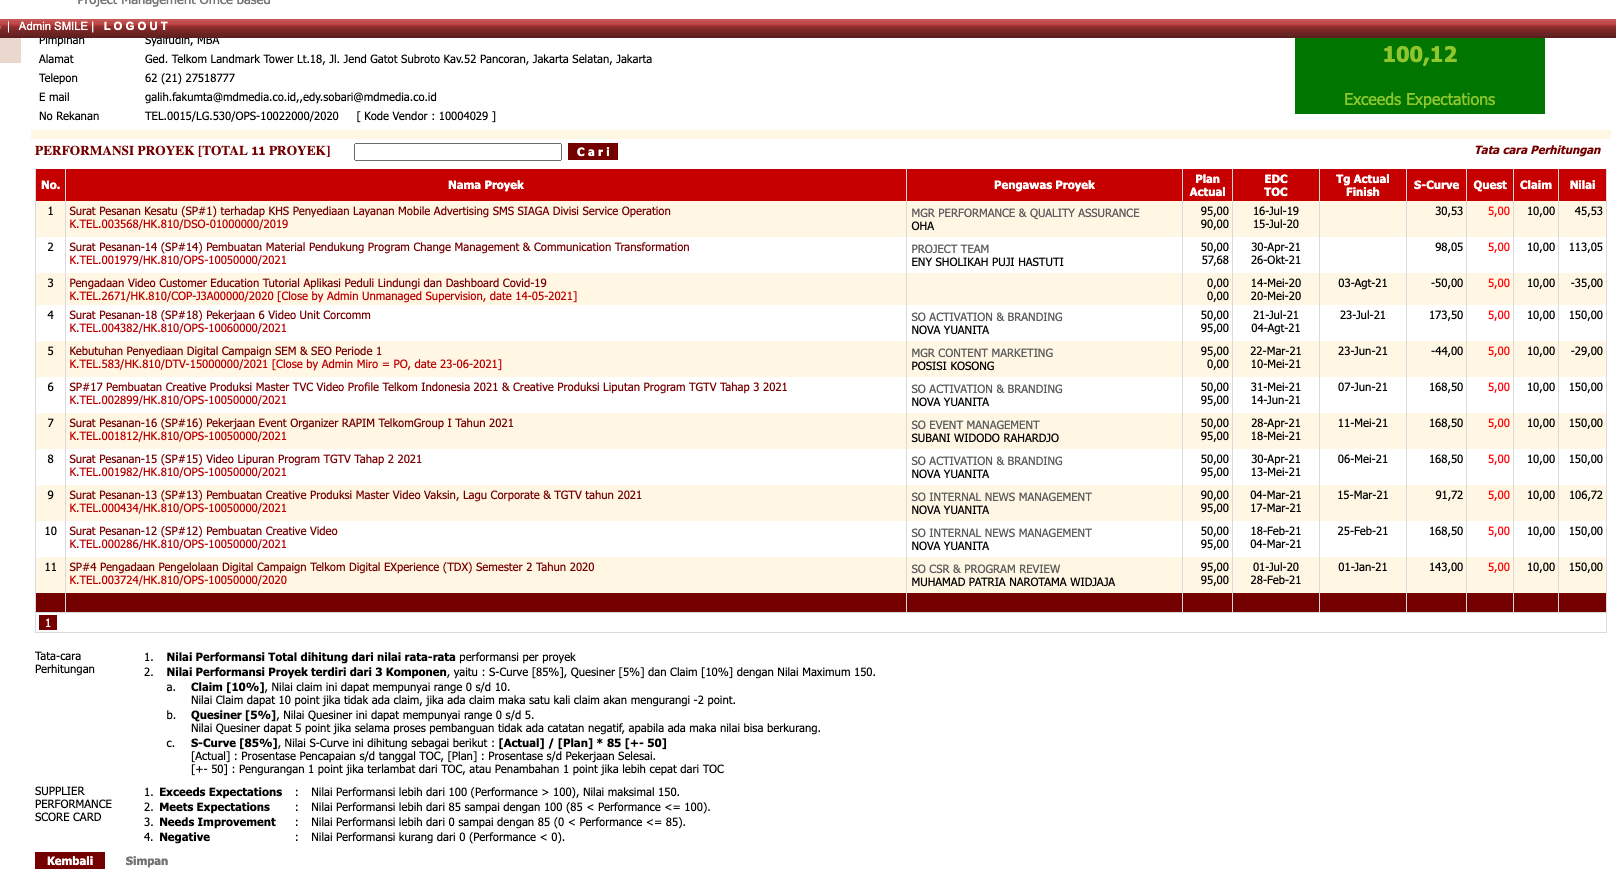 Project Management Office based
| Admin SMILE | LOGOUT
Pimpinan Syaifudin, MBA
Alamat Ged. Telkom Landmark Tower Lt.18, Jl. Jend Gatot Subroto Kav.52 Pancoran, Jakarta Selatan, Jakarta
Telepon 62 (21) 27518777
E mail galih.fakumta@mdmedia.co.id,,edy.sobari@mdmedia.co.id
No Rekanan TEL.0015/LG.530/OPS-10022000/2020 [ Kode Vendor : 10004029 ]
100,12
Exceeds Expectations
PERFORMANSI PROYEK [TOTAL 11 PROYEK] Cari Tata cara Perhitungan
No. Nama Proyek Pengawas Proyek Plan Actual EDC TOC Tg Actual Finish S-Curve Quest Claim Nilai
1 Surat Pesanan Kesatu (SP#1) terhadap KHS Penyediaan Layanan Mobile Advertising SMS SIAGA Divisi Service Operation MGR PERFORMANCE & QUALITY ASSURANCE 95,00 16-Jul-19 30,53 5,00 10,00 45,53
K.TEL.003568/HK.810/DSO-01000000/2019 OHA 90,00 15-Jul-20
2 Surat Pesanan-14 (SP#14) Pembuatan Material Pendukung Program Change Management & Communication Transformation PROJECT TEAM 50,00 30-Apr-21 98,05 5,00 10,00 113,05
K.TEL.001979/HK.810/OPS-10050000/2021 ENY SHOLIKAH PUJI HASTUTI 57,68 26-Okt-21
3 Pengadaan Video Customer Education Tutorial Aplikasi Peduli Lindungi dan Dashboard Covid-19 0,00 14-Mei-20 03-Agt-21 -50,00 5,00 10,00 -35,00
K.TEL.2671/HK.810/COP-J3A00000/2020 [Close by Admin Unmanaged Supervision, date 14-05-2021] 0,00 20-Mei-20
4 Surat Pesanan-18 (SP#18) Pekerjaan 6 Video Unit Corcomm SO ACTIVATION & BRANDING 50,00 21-Jul-21 23-Jul-21 173,50 5,00 10,00 150,00
K.TEL.004382/HK.810/OPS-10060000/2021 NOVA YUANITA 95,00 04-Agt-21
5 Kebutuhan Penyediaan Digital Campaign SEM & SEO Periode 1 MGR CONTENT MARKETING 95,00 22-Mar-21 23-Jun-21 -44,00 5,00 10,00 -29,00
K.TEL.583/HK.810/DTV-15000000/2021 [Close by Admin Miro = PO, date 23-06-2021] POSISI KOSONG 0,00 10-Mei-21
6 SP#17 Pembuatan Creative Produksi Master TVC Video Profile Telkom Indonesia 2021 & Creative Produksi Liputan Program TGTV Tahap 3 2021 SO ACTIVATION & BRANDING 50,00 31-Mei-21 07-Jun-21 168,50 5,00 10,00 150,00
K.TEL.002899/HK.810/OPS-10050000/2021 NOVA YUANITA 95,00 14-Jun-21
7 Surat Pesanan-16 (SP#16) Pekerjaan Event Organizer RAPIM TelkomGroup I Tahun 2021 SO EVENT MANAGEMENT 50,00 28-Apr-21 11-Mei-21 168,50 5,00 10,00 150,00
K.TEL.001812/HK.810/OPS-10050000/2021 SUBANI WIDODO RAHARDJO 95,00 18-Mei-21
8 Surat Pesanan-15 (SP#15) Video Lipuran Program TGTV Tahap 2 2021 SO ACTIVATION & BRANDING 50,00 30-Apr-21 06-Mei-21 168,50 5,00 10,00 150,00
K.TEL.001982/HK.810/OPS-10050000/2021 NOVA YUANITA 95,00 13-Mei-21
9 Surat Pesanan-13 (SP#13) Pembuatan Creative Produksi Master Video Vaksin, Lagu Corporate & TGTV tahun 2021 SO INTERNAL NEWS MANAGEMENT 90,00 04-Mar-21 15-Mar-21 91,72 5,00 10,00 106,72
K.TEL.000434/HK.810/OPS-10050000/2021 NOVA YUANITA 95,00 17-Mar-21
10 Surat Pesanan-12 (SP#12) Pembuatan Creative Video SO INTERNAL NEWS MANAGEMENT 50,00 18-Feb-21 25-Feb-21 168,50 5,00 10,00 150,00
K.TEL.000286/HK.810/OPS-10050000/2021 NOVA YUANITA 95,00 04-Mar-21
11 SP#4 Pengadaan Pengelolaan Digital Campaign Telkom Digital EXperience (TDX) Semester 2 Tahun 2020 SO CSR & PROGRAM REVIEW 95,00 01-Jul-20 01-Jan-21 143,00 5,00 10,00 150,00
K.TEL.003724/HK.810/OPS-10050000/2020 MUHAMAD PATRIA NAROTAMA WIDJAJA 95,00 28-Feb-21
1
Tata-cara Perhitungan
1. Nilai Performansi Total dihitung dari nilai rata-rata performansi per proyek
2. Nilai Performansi Proyek terdiri dari 3 Komponen, yaitu : S-Curve [85%], Quesiner [5%] dan Claim [10%] dengan Nilai Maximum 150.
a. Claim [10%], Nilai claim ini dapat mempunyai range 0 s/d 10.
Nilai Claim dapat 10 point jika tidak ada claim, jika ada claim maka satu kali claim akan mengurangi -2 point.
b. Quesiner [5%], Nilai Quesiner ini dapat mempunyai range 0 s/d 5.
Nilai Quesiner dapat 5 point jika selama proses pembanguan tidak ada catatan negatif, apabila ada maka nilai bisa berkurang.
c. S-Curve [85%], Nilai S-Curve ini dihitung sebagai berikut : [Actual] / [Plan] * 85 [+- 50]
[Actual] : Prosentase Pencapaian s/d tanggal TOC, [Plan] : Prosentase s/d Pekerjaan Selesai.
[+- 50] : Pengurangan 1 point jika terlambat dari TOC, atau Penambahan 1 point jika lebih cepat dari TOC
SUPPLIER PERFORMANCE SCORE CARD
1. Exceeds Expectations : Nilai Performansi lebih dari 100 (Performance > 100), Nilai maksimal 150.
2. Meets Expectations : Nilai Performansi lebih dari 85 sampai dengan 100 (85 < Performance <= 100).
3. Needs Improvement : Nilai Performansi lebih dari 0 sampai dengan 85 (0 < Performance <= 85).
4. Negative : Nilai Performansi kurang dari 0 (Performance < 0).
Kembali Simpan